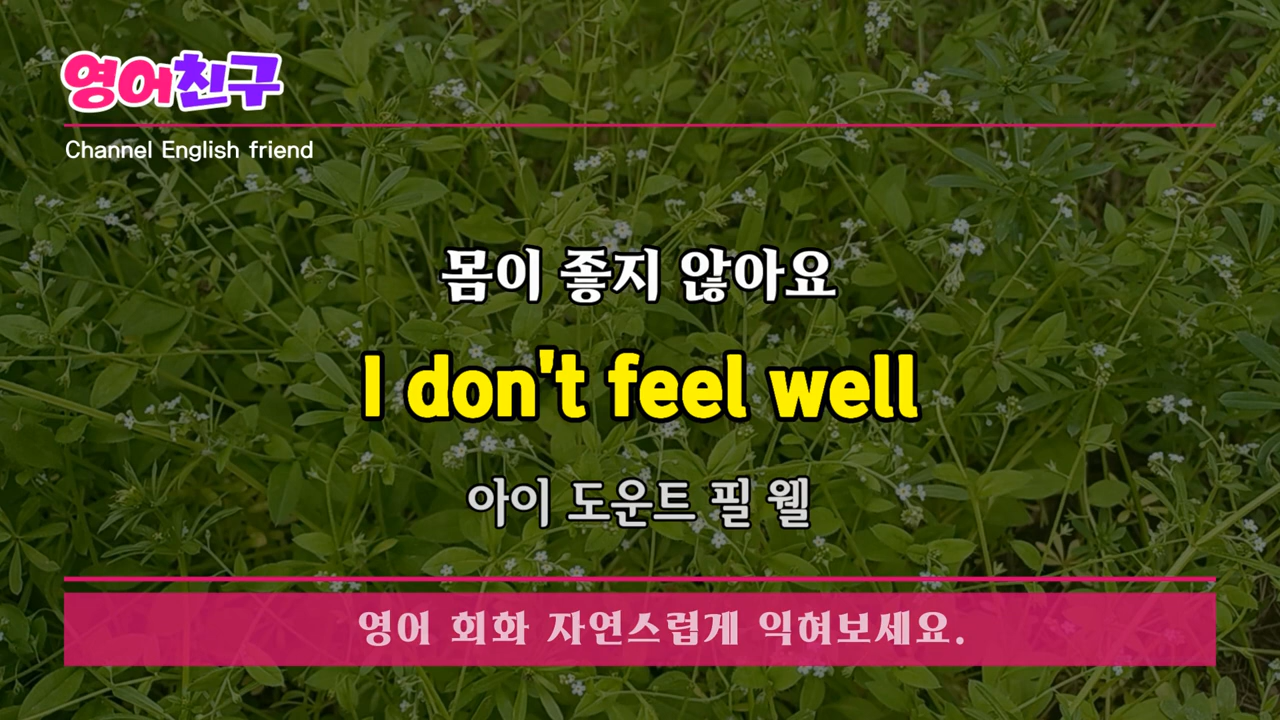 영어친구
Channel English friend
몸이 좋지 않아요
I don't feel well
아이 도운트 필 웰
영어 회화 자연스럽게 익혀보세요.